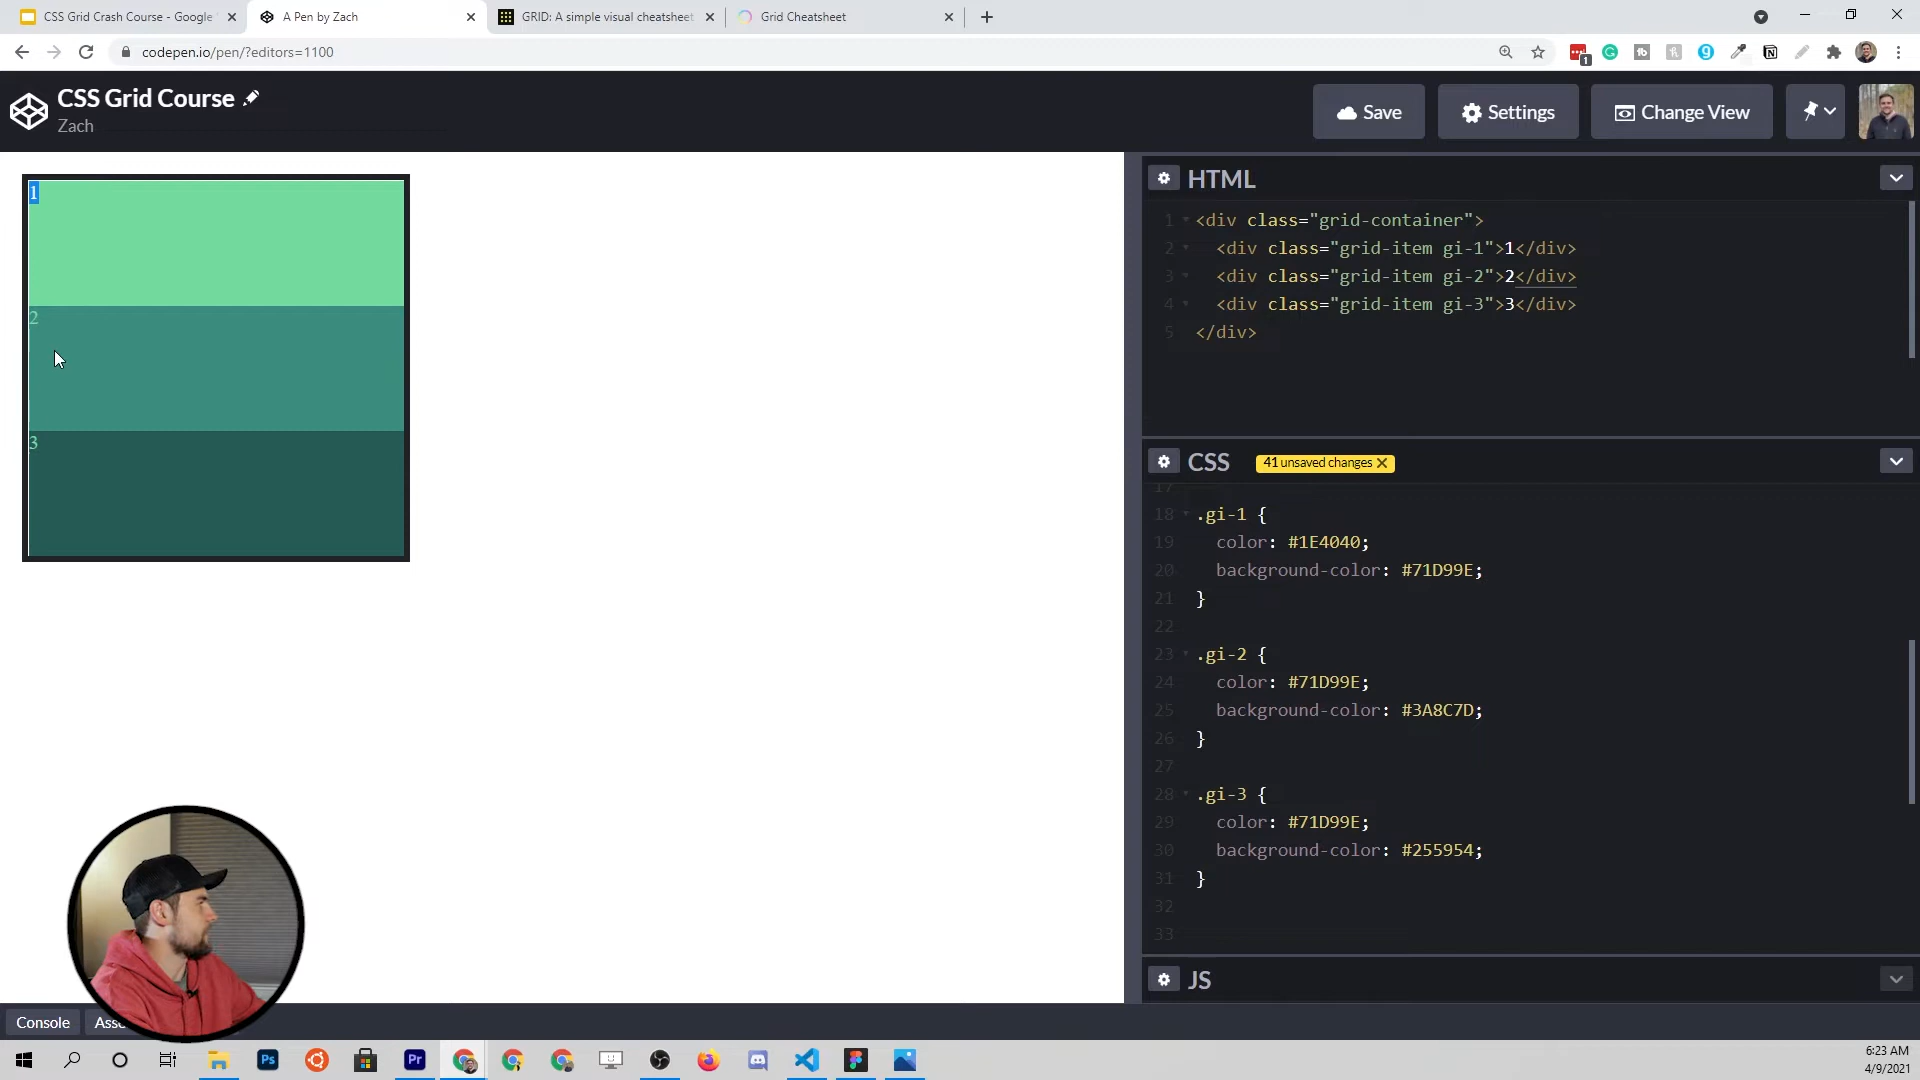 CSS Grid Crash Course - Google
A Pen by Zach
GRID: A simple visual cheatsheet
Grid Cheatsheet
codepen.io/pen/?editors=1100
1
CSS Grid Course
Zach
Save
Settings
Change View
1
2
3
HTML
1 <div class="grid-container">
2 <div class="grid-item gi-1">1</div>
3 <div class="grid-item gi-2">2</div>
4 <div class="grid-item gi-3">3</div>
5 </div>
CSS
41 unsaved changes
17
18 .gi-1 {
19 color: #1E4040;
20 background-color: #71D99E;
21 }
22
23 .gi-2 {
24 color: #71D99E;
25 background-color: #3A8C7D;
26 }
27
28 .gi-3 {
29 color: #71D99E;
30 background-color: #255954;
31 }
32
33
JS
Console
Ps
Pr
6:23 AM
4/9/2021